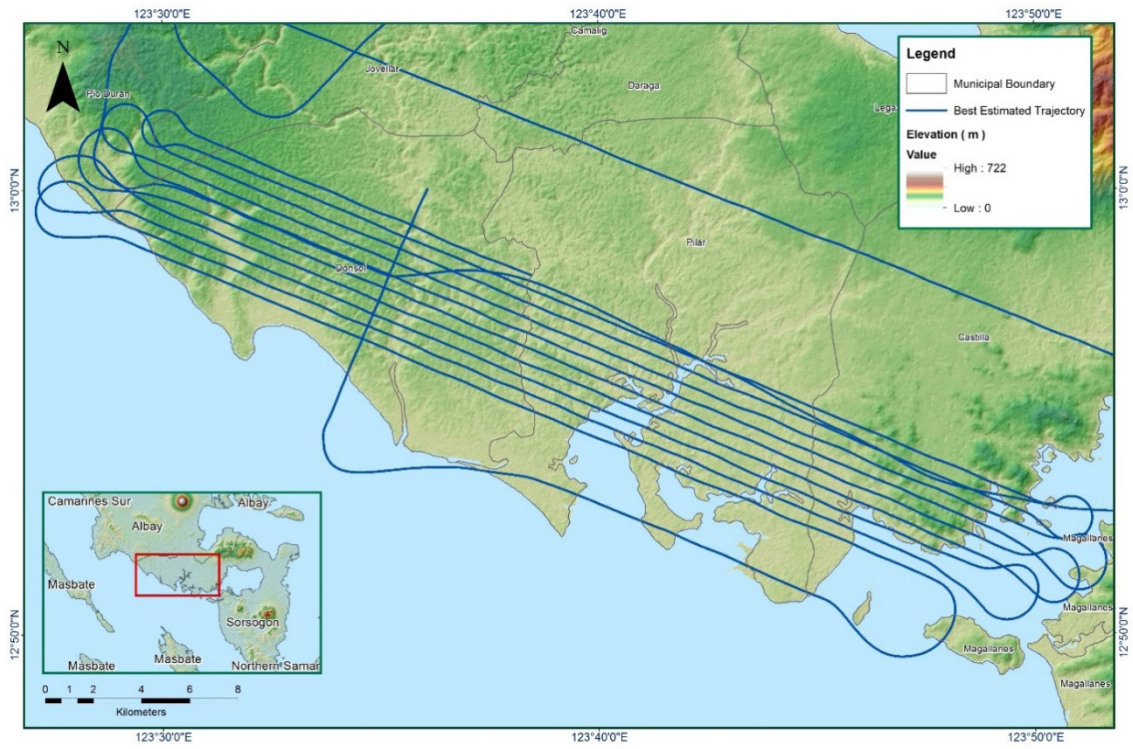 123°30'0"E 123°40'0"E 123°50'0"E
N
Camalig
Jovellar
Pio Duran
Daraga
Lega
Legend
Municipal Boundary
Best Estimated Trajectory
Elevation ( m )
Value
High : 722
Low : 0
13°0'0"N
13°0'0"N
Pilar
Donsol
Castilla
Magallanes
Magallanes
Magallanes
Magallanes
12°50'0"N
12°50'0"N
Camarines Sur
Albay
Albay
Masbate
Sorsogon
Masbate
Masbate
Northern Samar
0 1 2 4 6 8
Kilometers
123°30'0"E 123°40'0"E 123°50'0"E